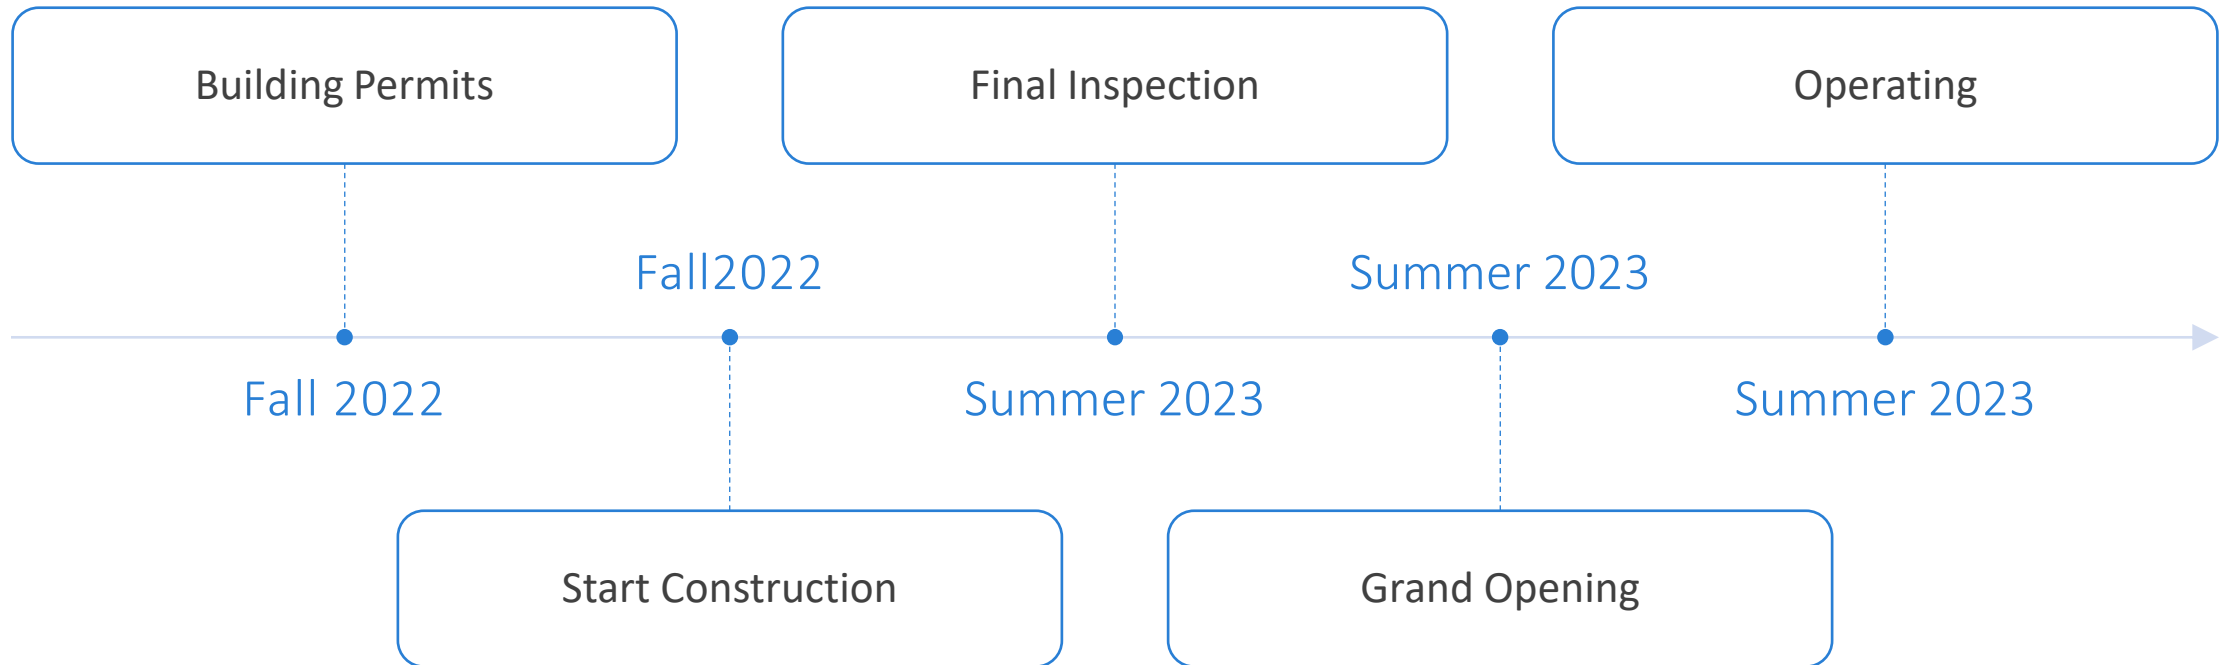 Building Permits
Final Inspection
Operating
Fall2022
Summer 2023
Fall 2022
Summer 2023
Summer 2023
Start Construction
Grand Opening